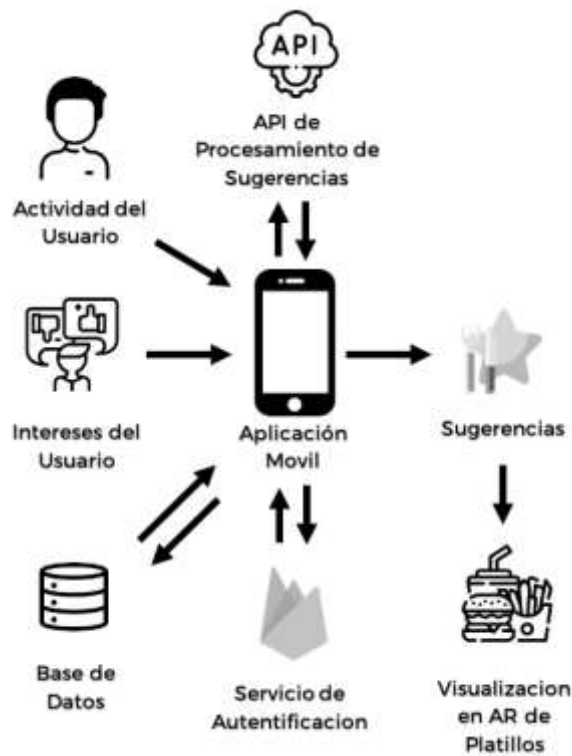 API
API de
Procesamiento de
Sugerencias
Actividad del
Usuario
Intereses del
Usuario
Aplicación
Movil
Sugerencias
Base de
Datos
Servicio de
Autentificacion
Visualizacion
en AR de
Platillos